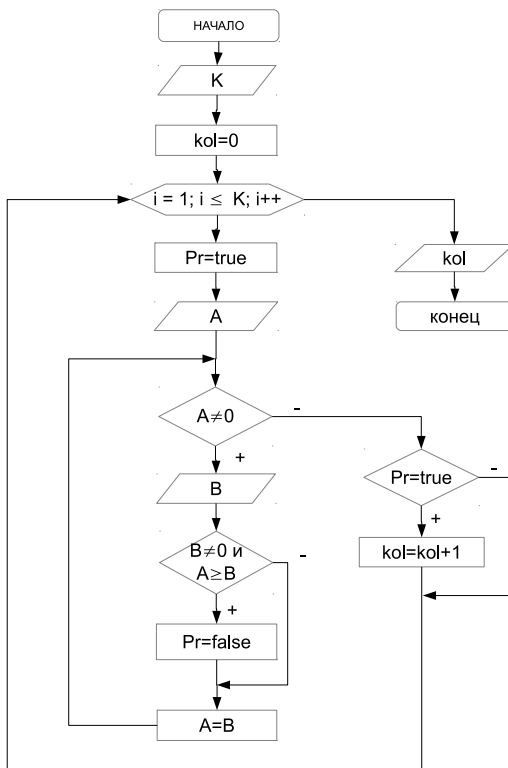 НАЧАЛО
K
kol=0
i = 1; i ≤ K; i++
Pr=true
kol
A
конец
A≠0
-
+
Pr=true
-
B
+
B≠0 и
A≥B
-
kol=kol+1
+
Pr=false
A=B